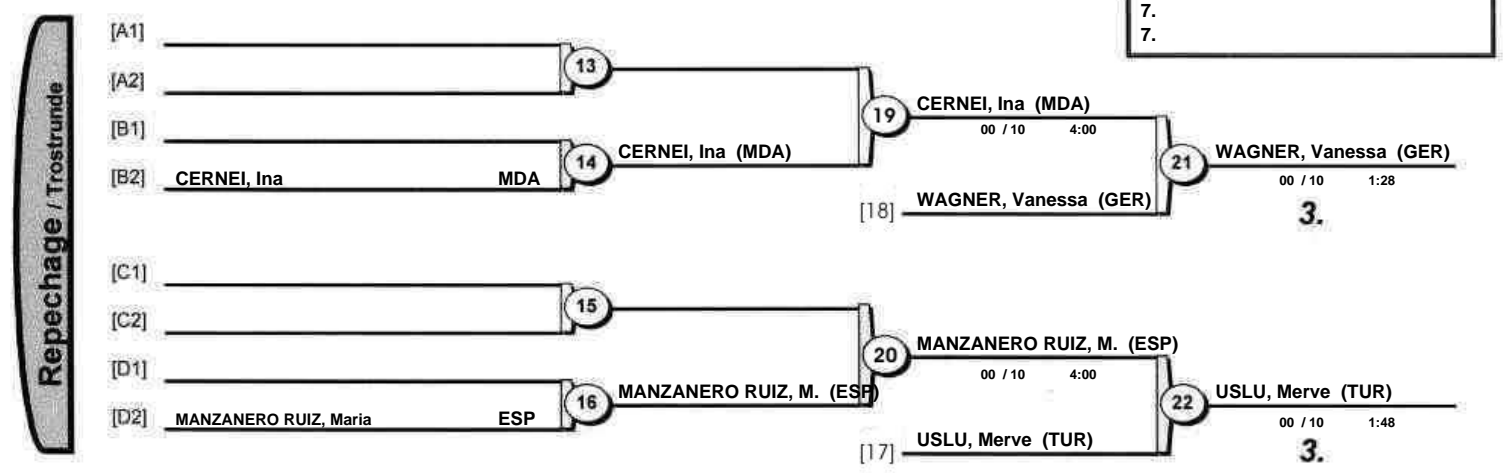 7.
7.
Repechage / Trostrunde
[A1]
[A2]
13
[B1]
[B2] CERNEI, Ina MDA
14
CERNEI, Ina (MDA)
19
CERNEI, Ina (MDA)
00 / 10 4:00
[18] WAGNER, Vanessa (GER)
21
WAGNER, Vanessa (GER)
00 / 10 1:28
3.
[C1]
[C2]
15
[D1]
[D2] MANZANERO RUIZ, Maria ESP
16
MANZANERO RUIZ, M. (ESP)
20
MANZANERO RUIZ, M. (ESP)
00 / 10 4:00
[17] USLU, Merve (TUR)
22
USLU, Merve (TUR)
00 / 10 1:48
3.